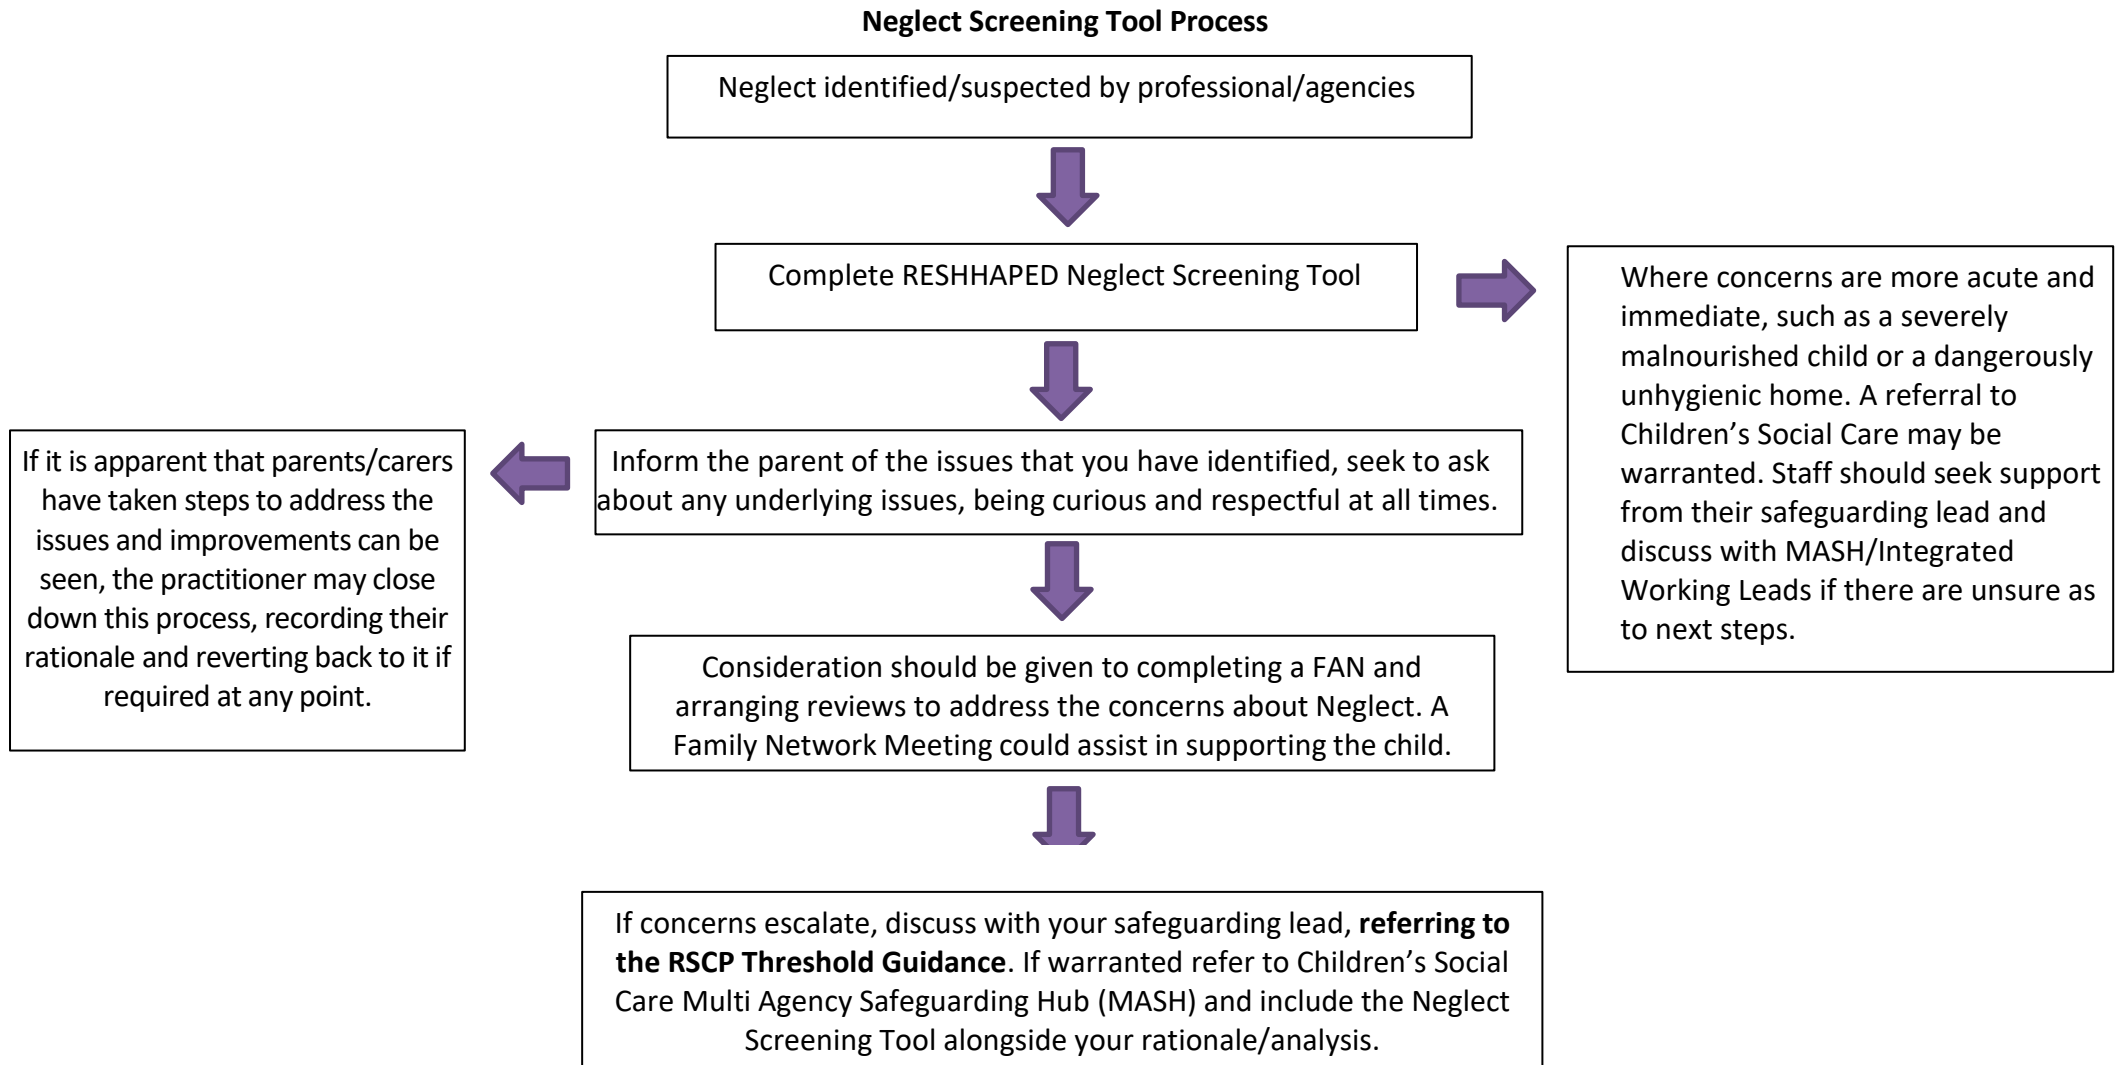 Neglect Screening Tool Process
Neglect identified/suspected by professional/agencies
Complete RESHHAPED Neglect Screening Tool
Where concerns are more acute and
immediate, such as a severely
malnourished child or a dangerously
unhygienic home. A referral to
Children’s Social Care may be
warranted. Staff should seek support
from their safeguarding lead and
discuss with MASH/Integrated
Working Leads if there are unsure as
to next steps.
Inform the parent of the issues that you have identified, seek to ask
about any underlying issues, being curious and respectful at all times.
If it is apparent that parents/carers
have taken steps to address the
issues and improvements can be
seen, the practitioner may close
down this process, recording their
rationale and reverting back to it if
required at any point.
Consideration should be given to completing a FAN and
arranging reviews to address the concerns about Neglect. A
Family Network Meeting could assist in supporting the child.
If concerns escalate, discuss with your safeguarding lead, referring to
the RSCP Threshold Guidance. If warranted refer to Children’s Social
Care Multi Agency Safeguarding Hub (MASH) and include the Neglect
Screening Tool alongside your rationale/analysis.